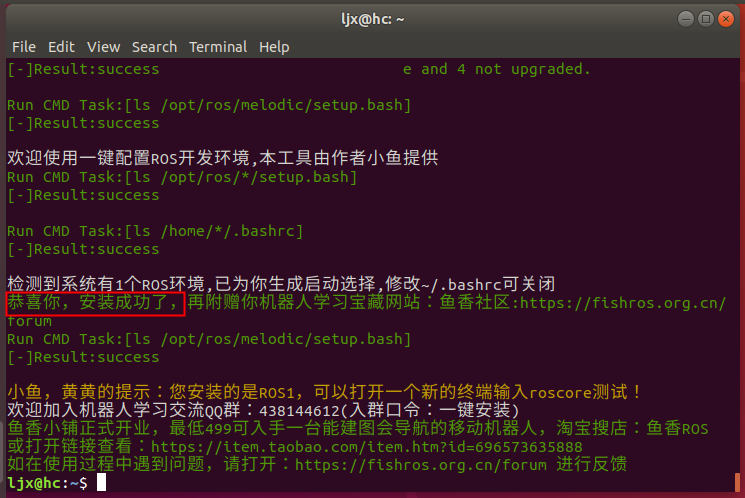 ljx@hc: ~
File Edit View Search Terminal Help
[-]Result:success e and 4 not upgraded.
Run CMD Task:[ls /opt/ros/melodic/setup.bash]
[-]Result:success
欢迎使用一键配置ROS开发环境,本工具由作者小鱼提供
Run CMD Task:[ls /opt/ros/*/setup.bash]
[-]Result:success
Run CMD Task:[ls /home/*/.bashrc]
[-]Result:success
检测到系统有1个ROS环境,已为你生成启动选择,修改~/.bashrc可关闭
恭喜你，安装成功了，再附赠你机器人学习宝藏网站：鱼香社区:https://fishros.org.cn/
forum
Run CMD Task:[ls /opt/ros/melodic/setup.bash]
[-]Result:success
小鱼，黄黄的提示：您安装的是ROS1，可以打开一个新的终端输入roscore测试！
欢迎加入机器人学习交流QQ群：438144612(入群口令：一键安装)
鱼香小铺正式开业，最低499可入手一台能建图会导航的移动机器人，淘宝搜店：鱼香ROS
或打开链接查看：https://item.taobao.com/item.htm?id=696573635888
如在使用过程中遇到问题，请打开：https://fishros.org.cn/forum 进行反馈
ljx@hc:~$